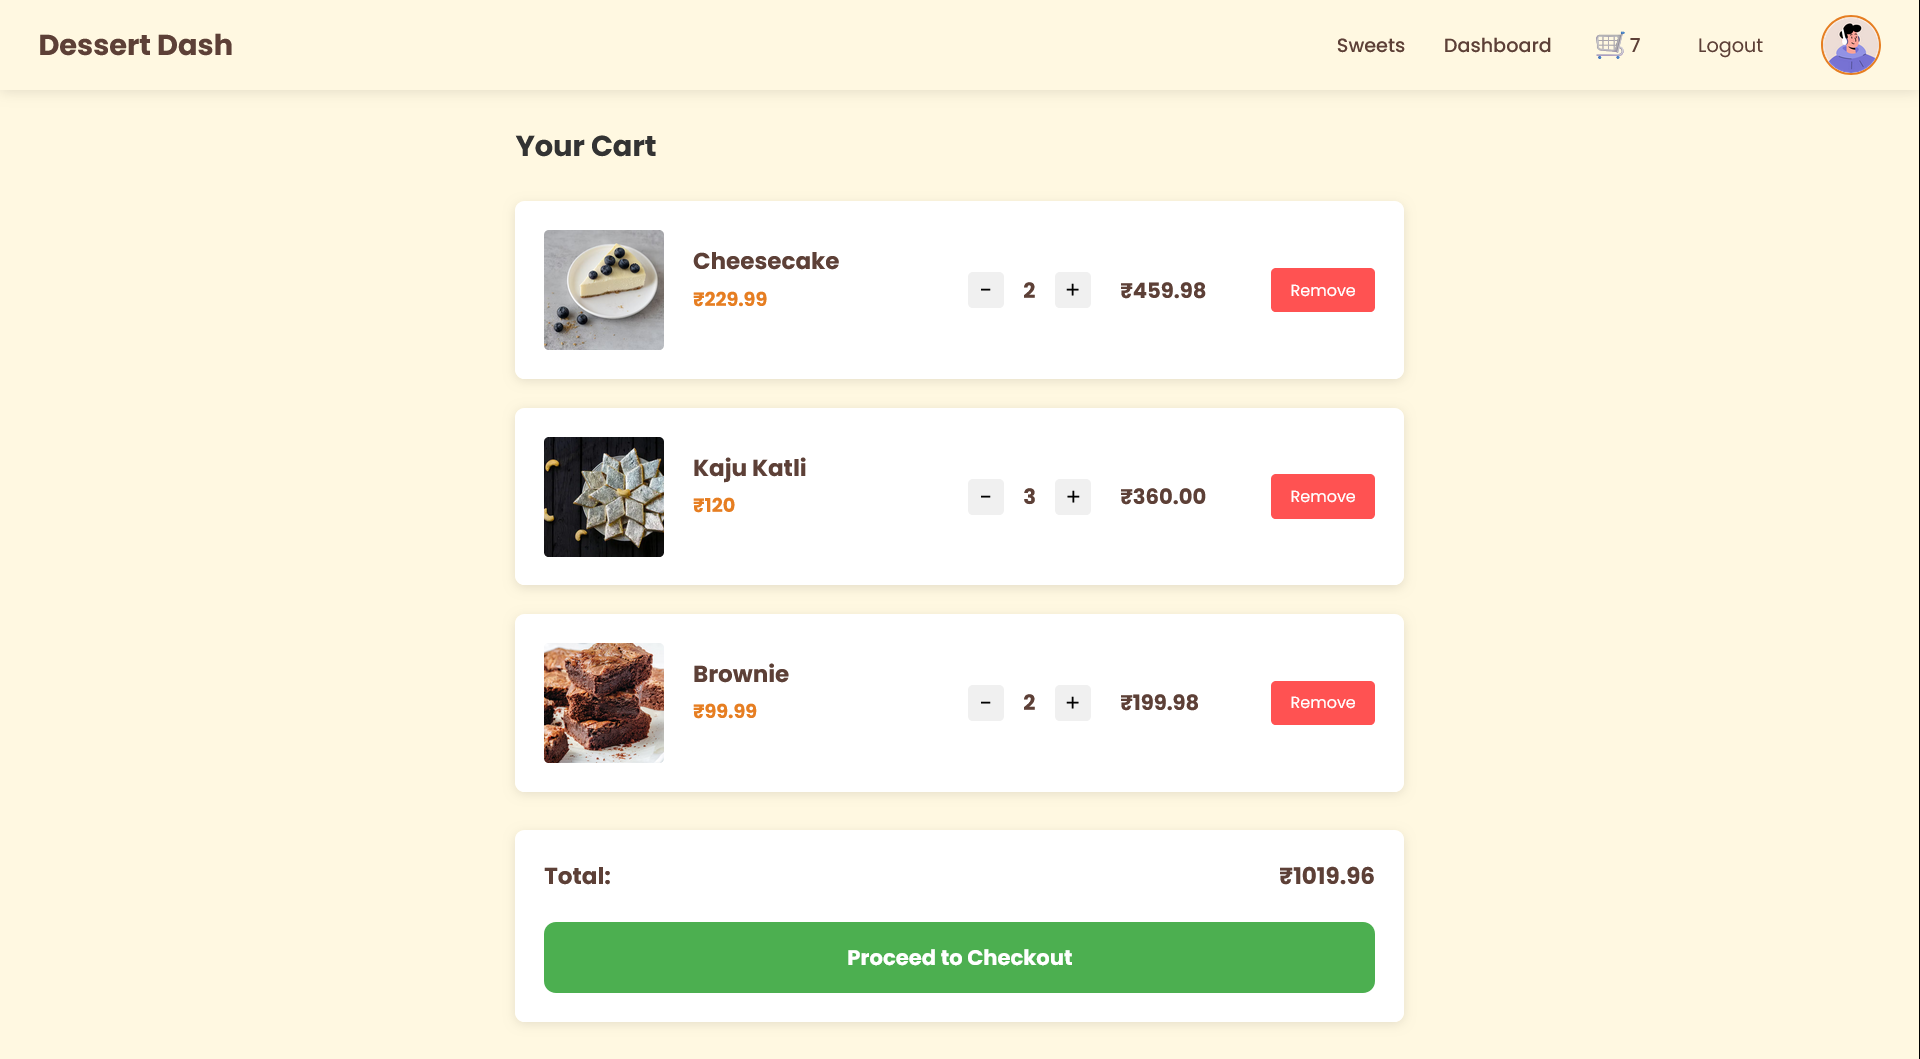 Dessert Dash
Sweets Dashboard 7 Logout
Your Cart
Cheesecake
₹229.99
- 2 + ₹459.98 Remove
Kaju Katli
₹120
- 3 + ₹360.00 Remove
Brownie
₹99.99
- 2 + ₹199.98 Remove
Total: ₹1019.96
Proceed to Checkout